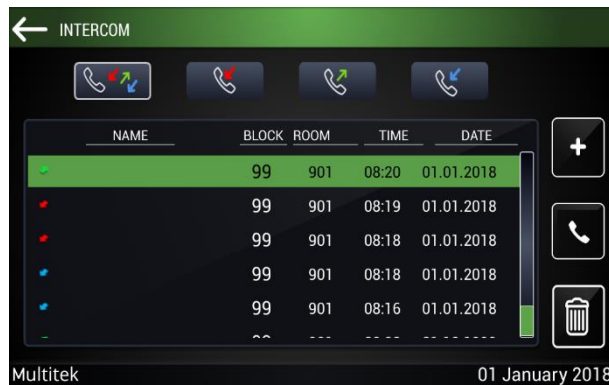 INTERCOM
NAME BLOCK ROOM TIME DATE
99 901 08:20 01.01.2018
99 901 08:19 01.01.2018
99 901 08:18 01.01.2018
99 901 08:18 01.01.2018
99 901 08:16 01.01.2018
Multitek 01 January 2018